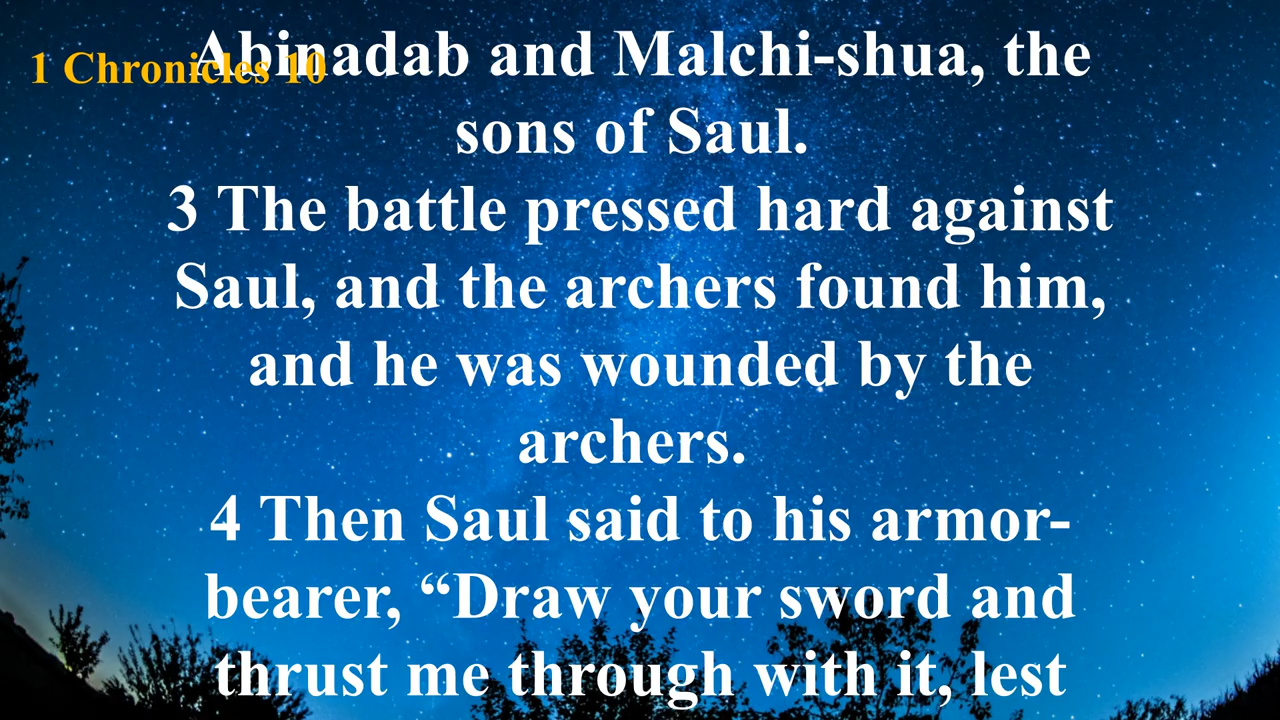 1 Chronicles 10
Abinadab and Malchi-shua, the
sons of Saul.
3 The battle pressed hard against
Saul, and the archers found him,
and he was wounded by the
archers.
4 Then Saul said to his armor-
bearer, “Draw your sword and
thrust me through with it, lest